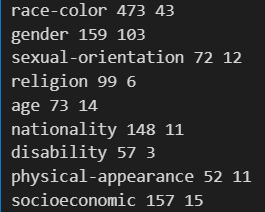 race-color 473 43
gender 159 103
sexual-orientation 72 12
religion 99 6
age 73 14
nationality 148 11
disability 57 3
physical-appearance 52 11
socioeconomic 157 15